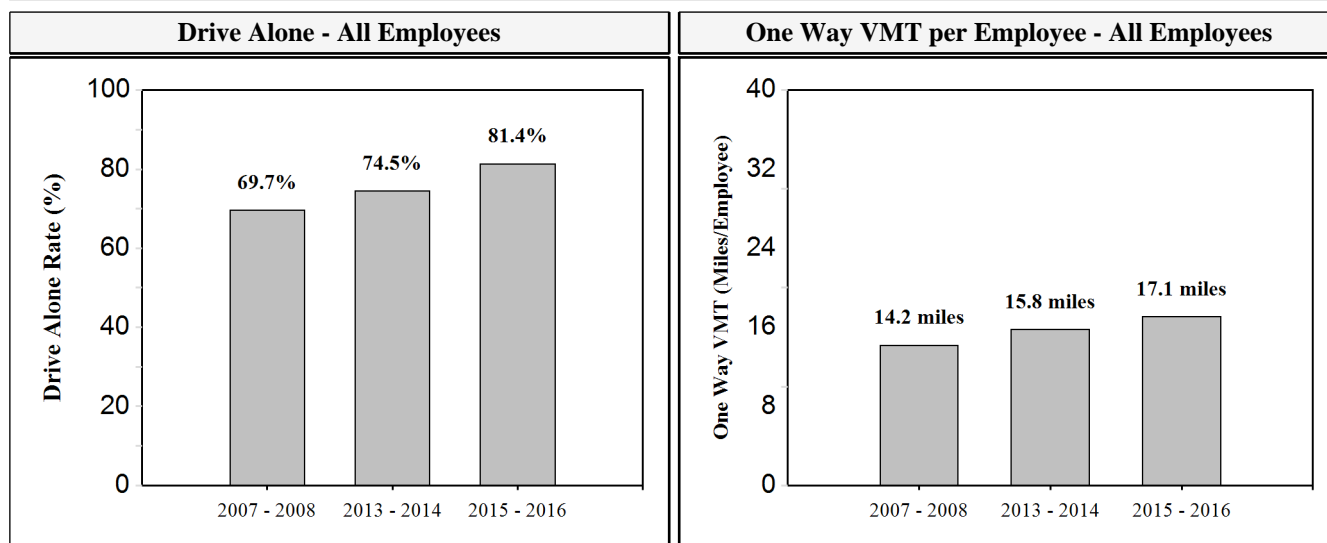 Drive Alone - All Employees
Drive Alone Rate (%)
100
80
60
40
20
0
69.7%
74.5%
81.4%
2007 - 2008
2013 - 2014
2015 - 2016
One Way VMT per Employee - All Employees
One Way VMT (Miles/Employee)
40
32
24
16
8
0
14.2 miles
15.8 miles
17.1 miles
2007 - 2008
2013 - 2014
2015 - 2016